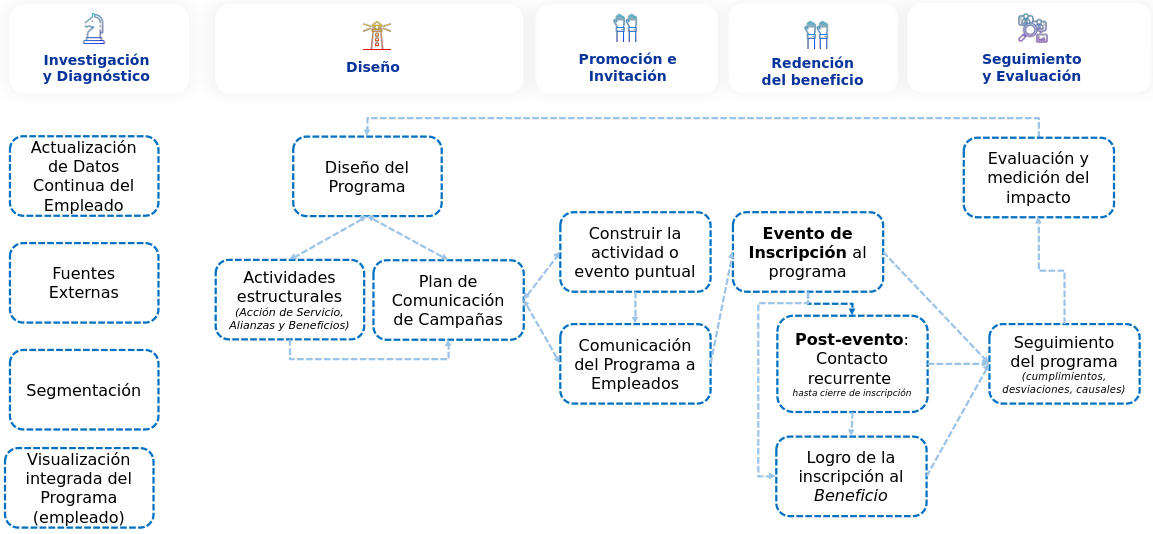 Investigación
y Diagnóstico
Diseño
Promoción e
Invitación
Redención
del beneficio
Seguimiento
y Evaluación
Actualización
de Datos
Continua del
Empleado
Fuentes
Externas
Segmentación
Visualización
integrada del
Programa
(empleado)
Diseño del
Programa
Actividades
estructurales
(Acción de Servicio,
Alianzas y Beneficios)
Plan de
Comunicación
de Campañas
Construir la
actividad o
evento puntual
Comunicación
del Programa a
Empleados
Evento de
Inscripción al
programa
Post-evento:
Contacto
recurrente
hasta cierre de inscripción
Logro de la
inscripción al
Beneficio
Evaluación y
medición del
impacto
Seguimiento
del programa
(cumplimientos,
desviaciones, causales)